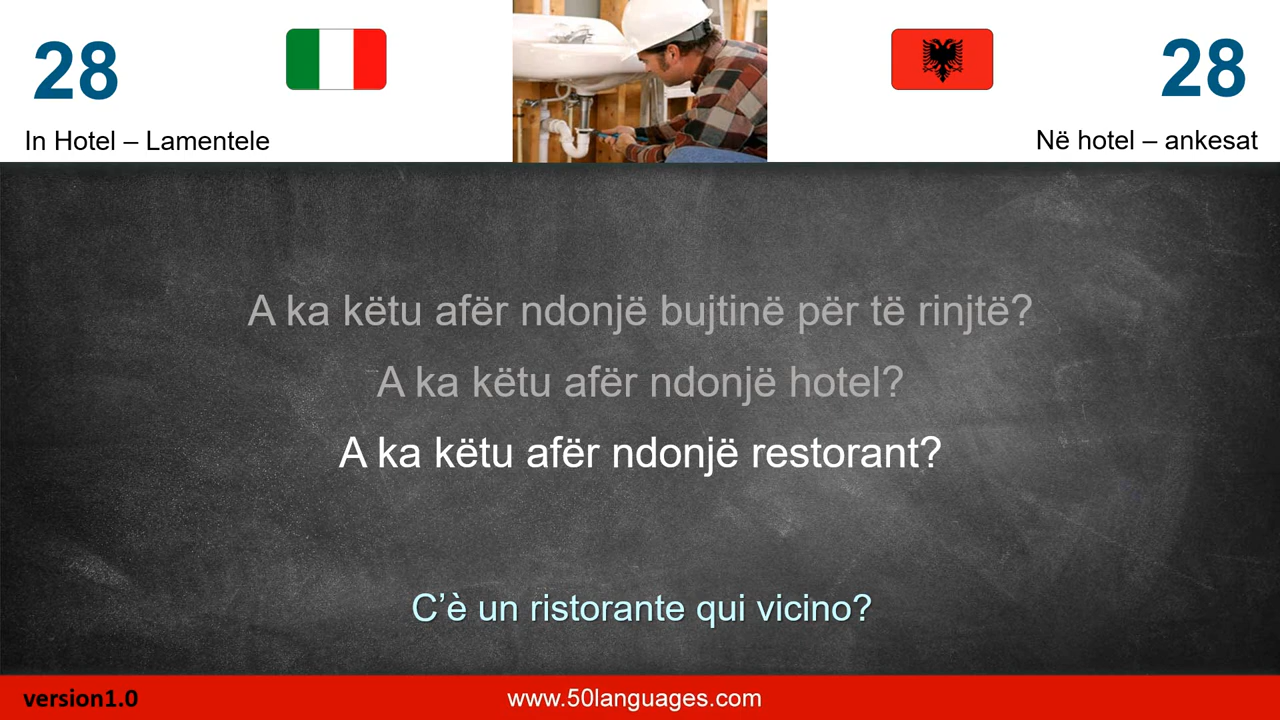 28
28
In Hotel – Lamentele
Në hotel – ankesat
A ka këtu afër ndonjë bujtinë për të rinjtë?
A ka këtu afër ndonjë hotel?
A ka këtu afër ndonjë restorant?
C’è un ristorante qui vicino?
version1.0
www.50languages.com